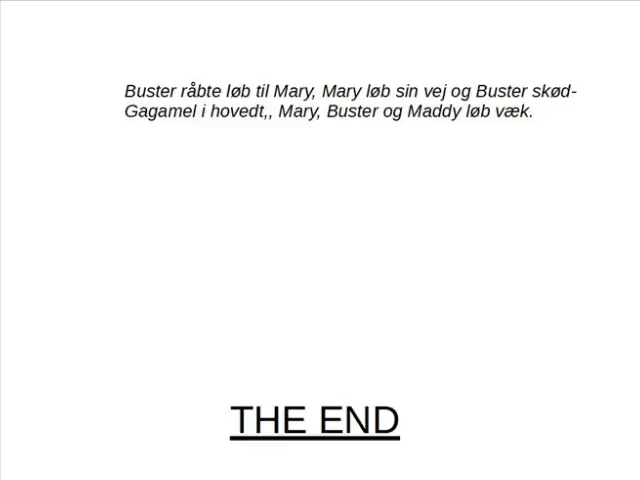 Buster råbte løb til Mary, Mary løb sin vej og Buster skød-
Gagamel i hovedt,, Mary, Buster og Maddy løb væk.
THE END